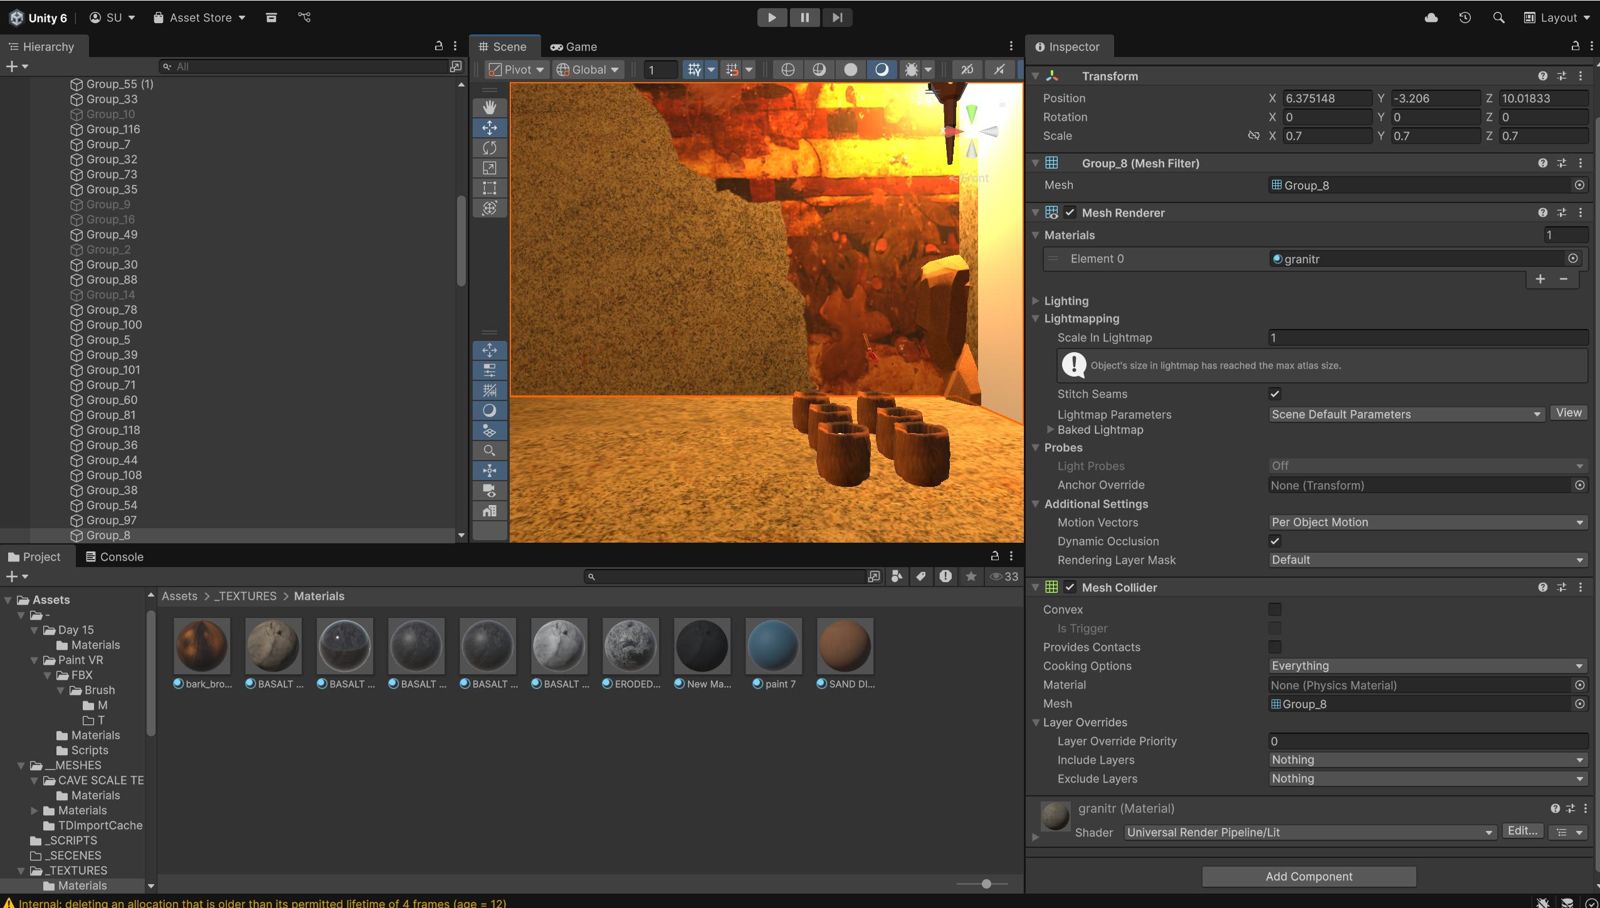 Unity 6
SU
Asset Store
Layout
Hierarchy
All
Group_55 (1)
Group_33
Group_10
Group_116
Group_7
Group_32
Group_73
Group_35
Group_9
Group_16
Group_49
Group_2
Group_30
Group_88
Group_14
Group_78
Group_100
Group_5
Group_39
Group_101
Group_71
Group_60
Group_81
Group_118
Group_36
Group_44
Group_108
Group_38
Group_54
Group_97
Group_8
Scene
Game
Pivot
Global
1
2D
Front
Inspector
Transform
Position X 6.375148 Y -3.206 Z 10.01833
Rotation X 0 Y 0 Z 0
Scale X 0.7 Y 0.7 Z 0.7
Group_8 (Mesh Filter)
Mesh Group_8
Mesh Renderer
Materials 1
Element 0 granitr
Lighting
Lightmapping
Scale In Lightmap 1
Object's size in lightmap has reached the max atlas size.
Stitch Seams
Lightmap Parameters Scene Default Parameters View
Baked Lightmap
Probes
Light Probes Off
Anchor Override None (Transform)
Additional Settings
Motion Vectors Per Object Motion
Dynamic Occlusion
Rendering Layer Mask Default
Mesh Collider
Convex
Is Trigger
Provides Contacts
Cooking Options Everything
Material None (Physics Material)
Mesh Group_8
Layer Overrides
Layer Override Priority 0
Include Layers Nothing
Exclude Layers Nothing
granitr (Material)
Shader Universal Render Pipeline/Lit Edit...
Add Component
Project
Console
33
Assets
-
Day 15
Materials
Paint VR
FBX
Brush
M
T
Materials
Scripts
__MESHES
CAVE SCALE TE
Materials
Materials
TDImportCache
_SCRIPTS
_SECENES
_TEXTURES
Materials
Assets > _TEXTURES > Materials
bark_bro...
BASALT ...
BASALT ...
BASALT ...
BASALT ...
BASALT ...
ERODED...
New Ma...
paint 7
SAND DI...
Internal: deleting an allocation that is older than its permitted lifetime of 4 frames (age = 12)